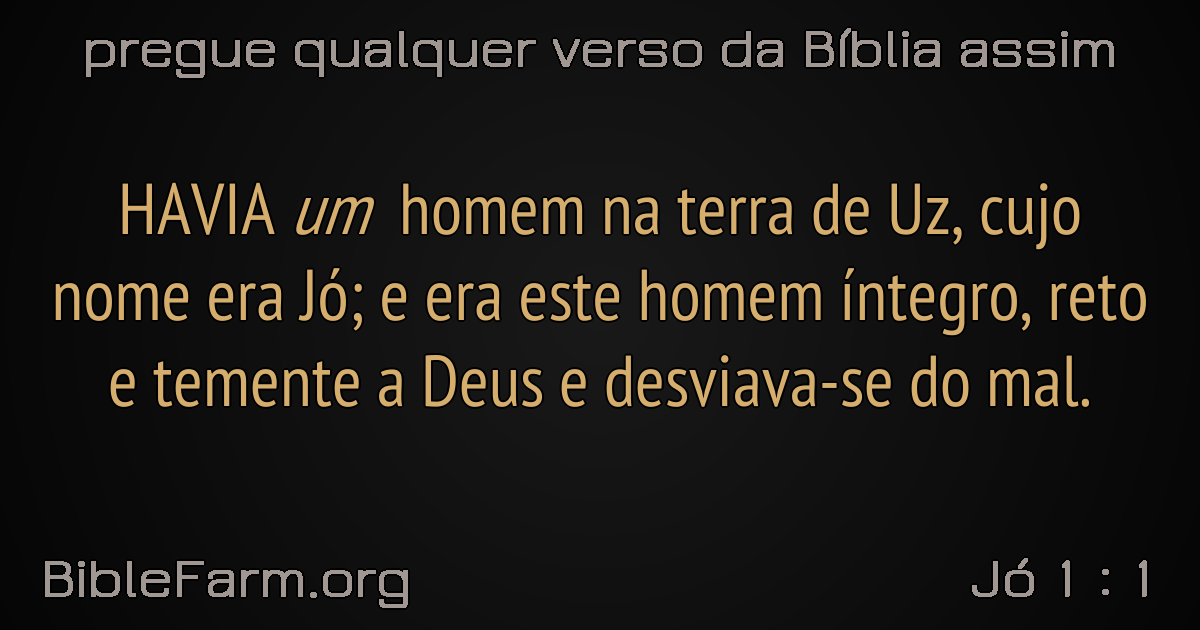 pregue qualquer verso da Bíblia assim
HAVIA um homem na terra de Uz, cujo
nome era Jó; e era este homem íntegro, reto
e temente a Deus e desviava-se do mal.
BibleFarm.org
Jó 1 : 1